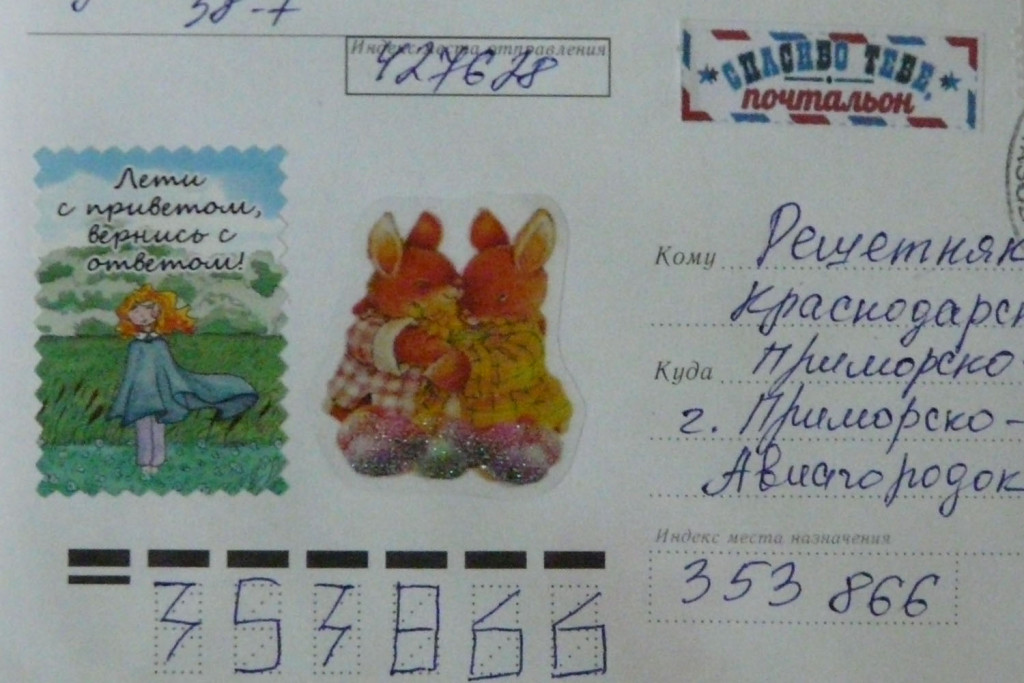 38-7
Индекс места отправления
427628
СПАСИБО ТЕБЕ,
почтальон
Лети
с приветом,
вернись с
ответом!
Кому Решетняк
Краснодарск
Куда Приморско
г. Приморско-
Авиагородок
Индекс места назначения
353 866
353866